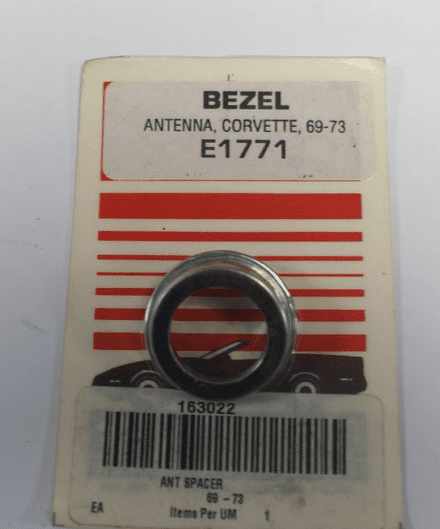 BEZEL
ANTENNA, CORVETTE, 69-73
E1771
163022
ANT SPACER
69 - 73
EA Items Per UM 1